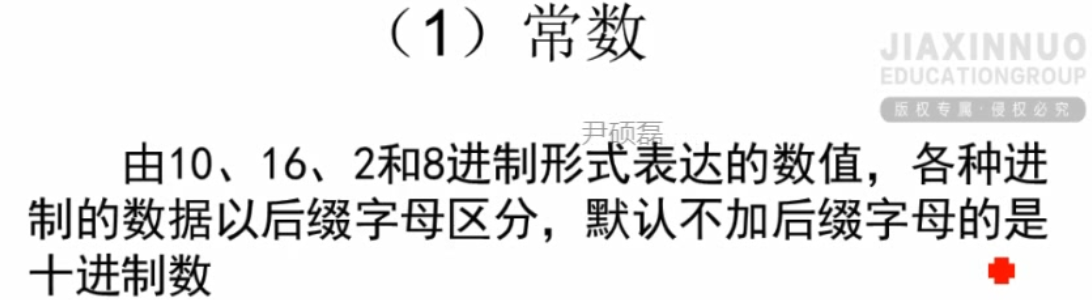 （1）常数
JIAXINNUO
EDUCATIONGROUP
版权专属·侵权必究
尹硕磊
由10、16、2和8进制形式表达的数值，各种进
制的数据以后缀字母区分，默认不加后缀字母的是
十进制数